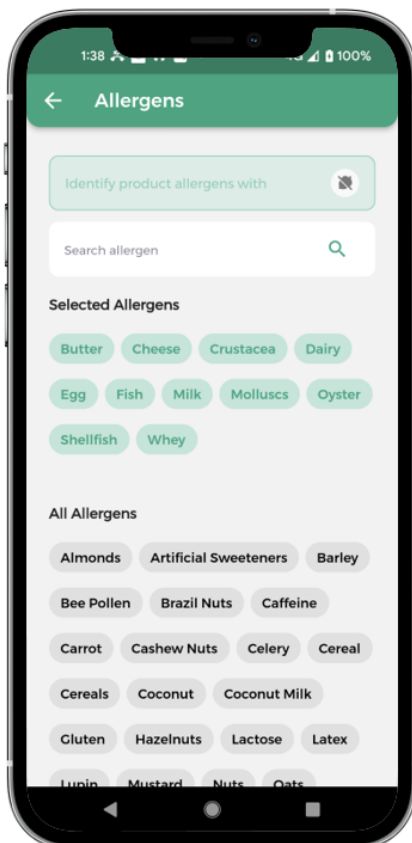 1:38
100%
Allergens
Identify product allergens with
Search allergen
Selected Allergens
Butter Cheese Crustacea Dairy
Egg Fish Milk Molluscs Oyster
Shellfish Whey
All Allergens
Almonds Artificial Sweeteners Barley
Bee Pollen Brazil Nuts Caffeine
Carrot Cashew Nuts Celery Cereal
Cereals Coconut Coconut Milk
Gluten Hazelnuts Lactose Latex
Lupin Mustard Nuts Oats